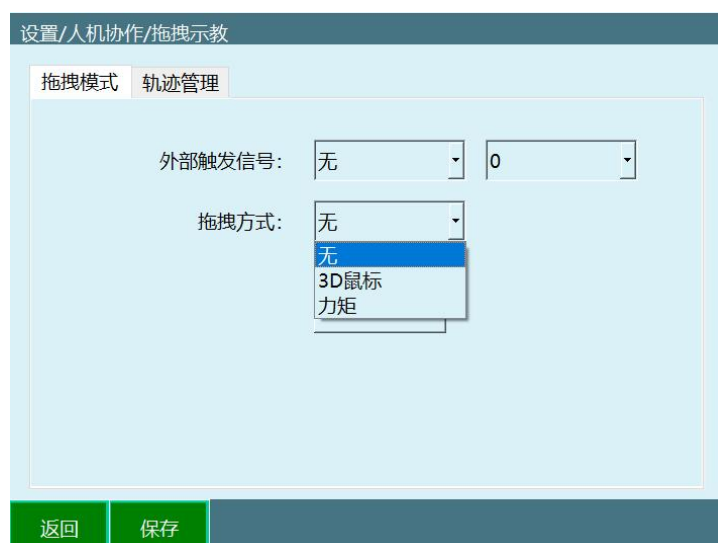 设置/人机协作/拖拽示教
拖拽模式 轨迹管理
外部触发信号： 无 0
拖拽方式： 无
无
3D鼠标
力矩
返回 保存